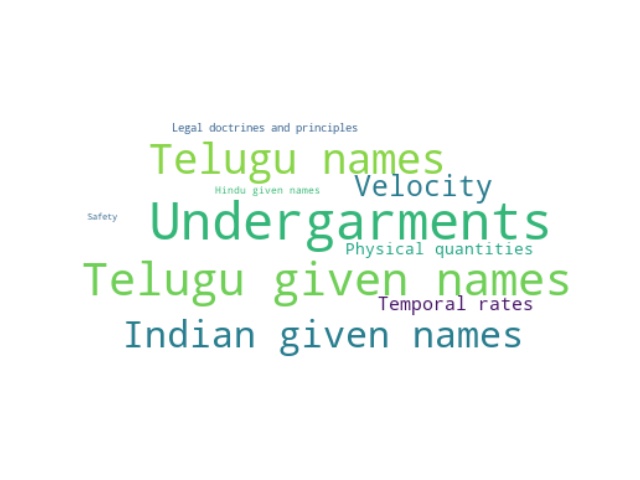 Legal doctrines and principles
Telugu names
Velocity
Hindu given names
Safety
Undergarments
Physical quantities
Telugu given names
Temporal rates
Indian given names